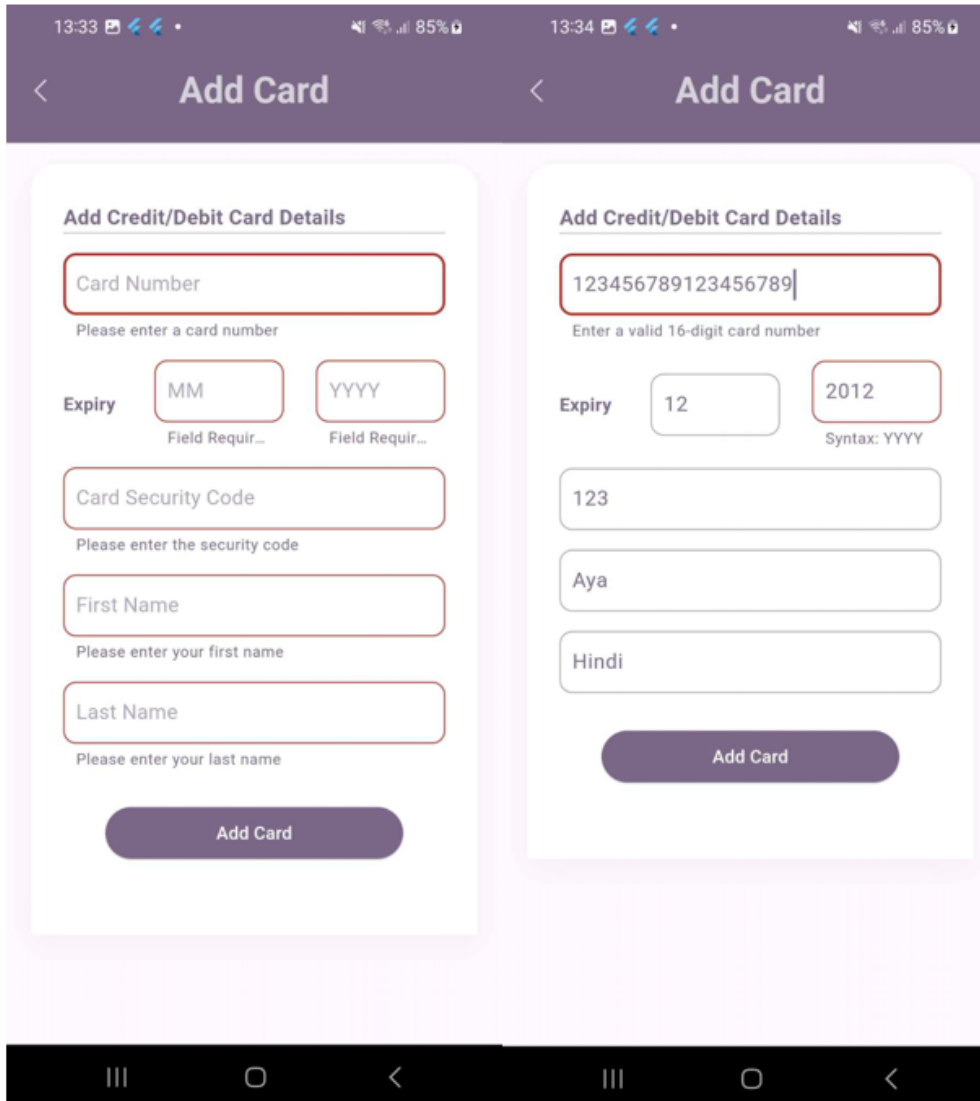 13:33
85%
Add Card
Add Credit/Debit Card Details
Card Number
Please enter a card number
Expiry
MM
YYYY
Field Requir...
Field Requir...
Card Security Code
Please enter the security code
First Name
Please enter your first name
Last Name
Please enter your last name
Add Card
13:34
85%
Add Card
Add Credit/Debit Card Details
123456789123456789
Enter a valid 16-digit card number
Expiry
12
2012
Syntax: YYYY
123
Aya
Hindi
Add Card